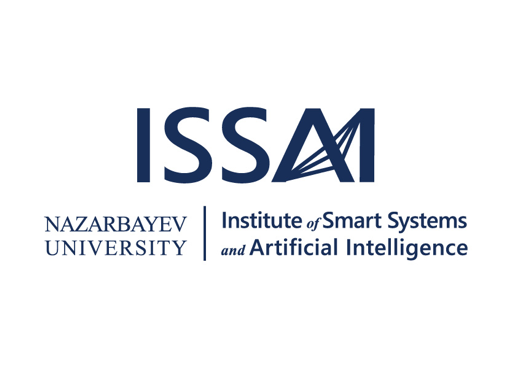 ISSAI
NAZARBAYEV
UNIVERSITY
Institute of Smart Systems
and Artificial Intelligence